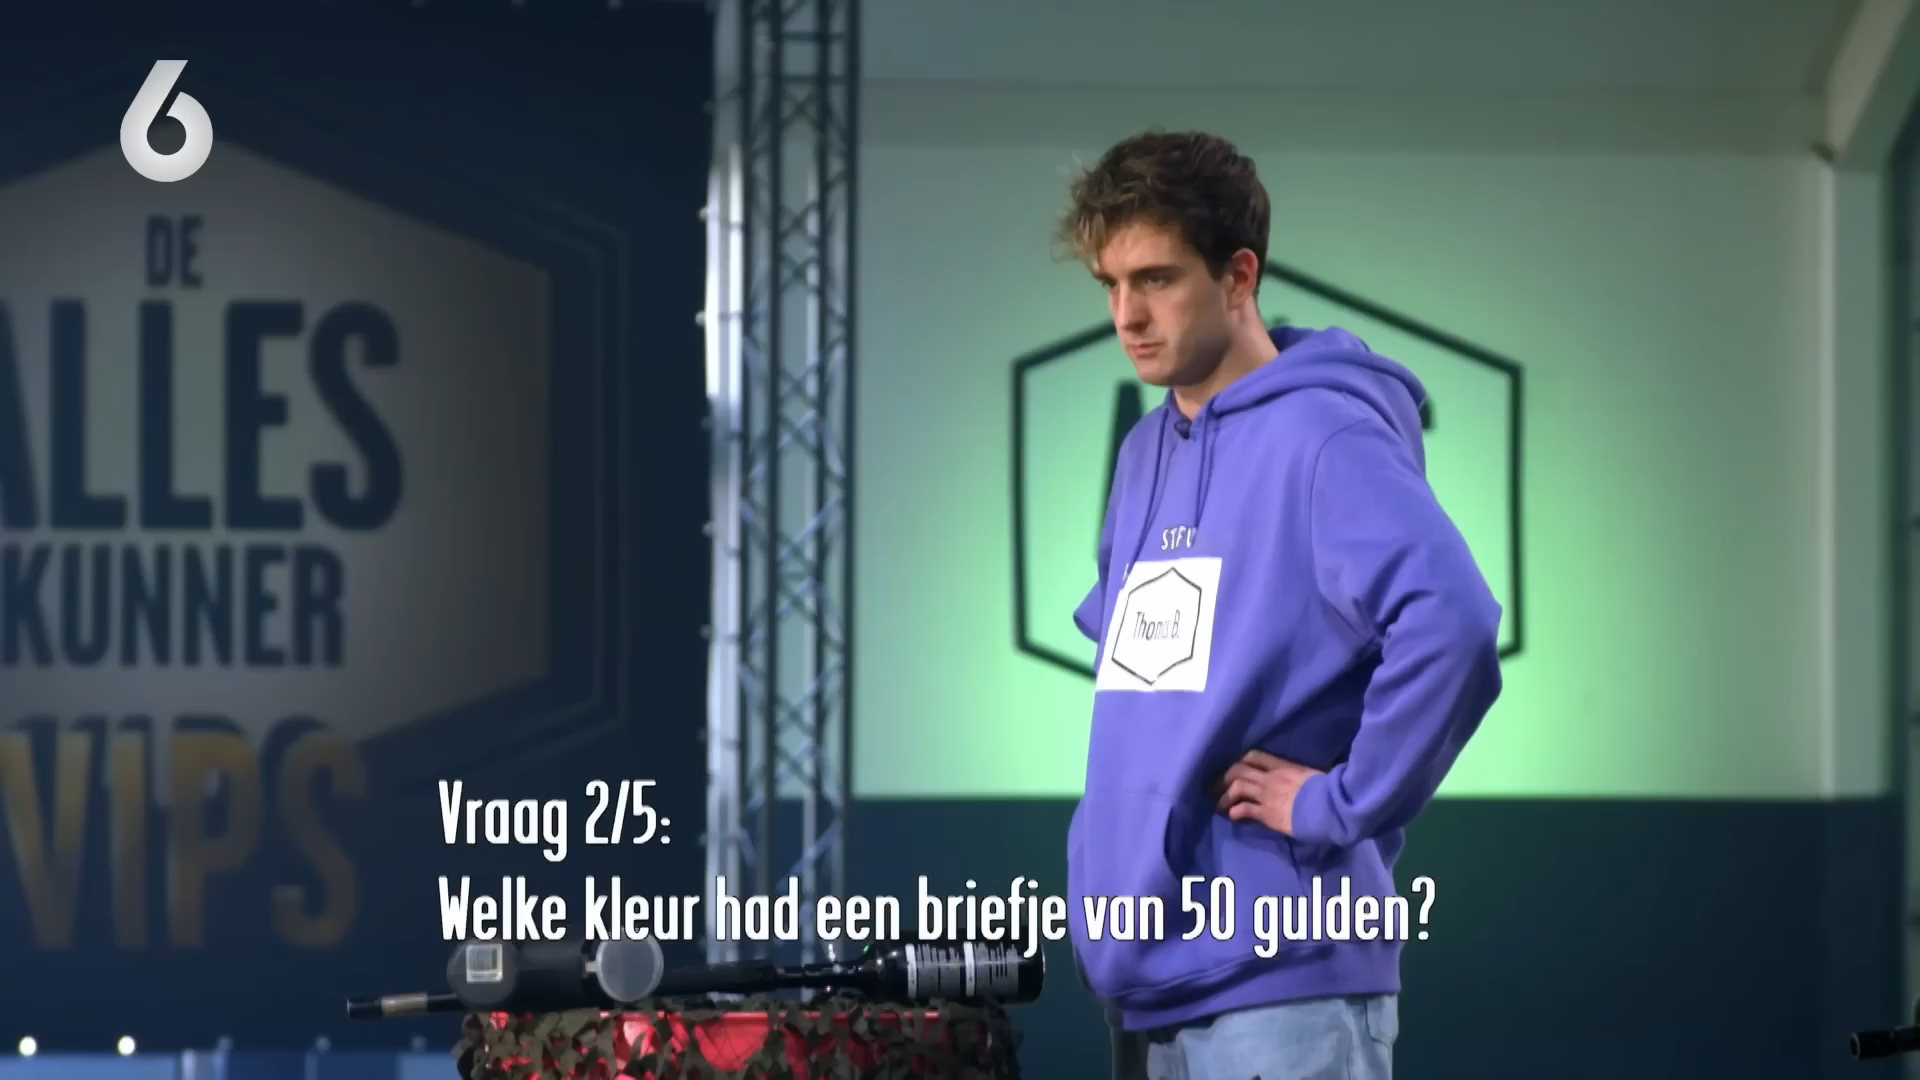 6
DE
ALLES
KUNNER
VIPS
STFU
Thomas B.
Vraag 2/5:
Welke kleur had een briefje van 50 gulden?